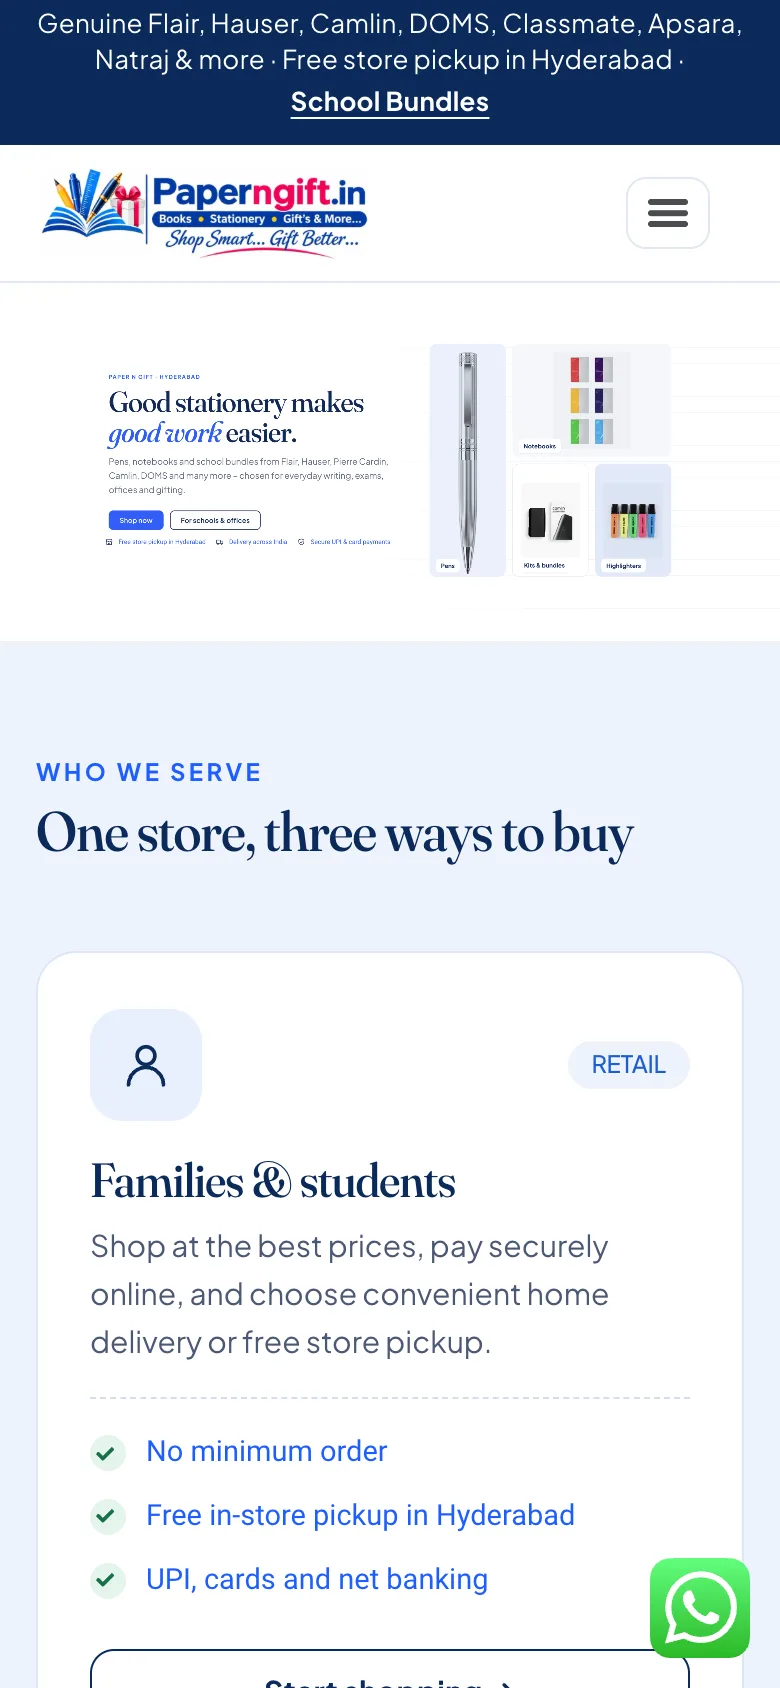 Genuine Flair, Hauser, Camlin, DOMS, Classmate, Apsara,
Natraj & more · Free store pickup in Hyderabad ·
School Bundles
Paperngift.in
Books • Stationery • Gift's & More...
Shop Smart... Gift Better...
PAPER N GIFT · HYDERABAD
Good stationery makes
good work easier.
Pens, notebooks and school bundles from Flair, Hauser, Pierre Cardin,
Camlin, DOMS and many more – chosen for everyday writing, exams,
offices and gifting.
Shop now
For schools & offices
Free store pickup in Hyderabad
Delivery across India
Secure UPI & card payments
Pens
Notebooks
Kits & bundles
Highlighters
WHO WE SERVE
One store, three ways to buy
RETAIL
Families & students
Shop at the best prices, pay securely
online, and choose convenient home
delivery or free store pickup.
No minimum order
Free in-store pickup in Hyderabad
UPI, cards and net banking
Start shopping →